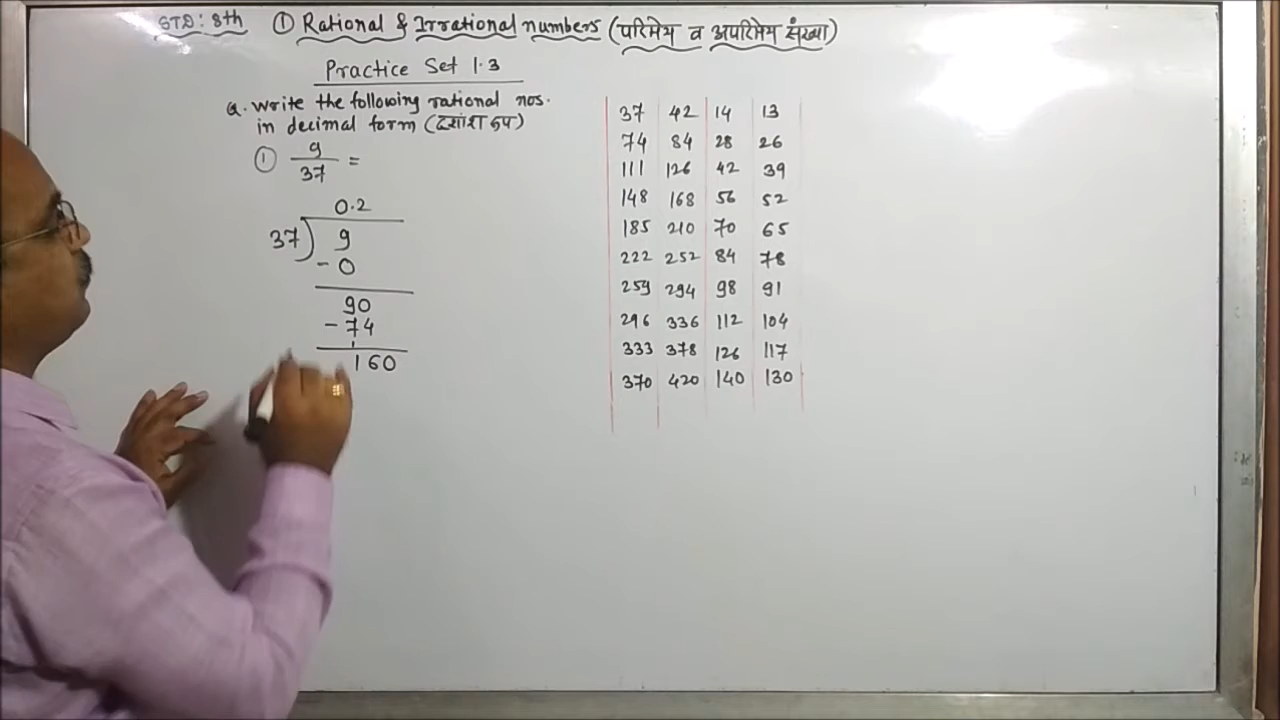 STD: 8th ① Rational & Irrational numbers (परिमेय व अपरिमेय संख्या)
Practice Set 1.3
Q. Write the following rational nos.
in decimal form (दशांश रुप)
① 9/37 =
0.2
37) 9
- 0
90
- 74
160
37 42 14 13
74 84 28 26
111 126 42 39
148 168 56 52
185 210 70 65
222 252 84 78
259 294 98 91
296 336 112 104
333 378 126 117
370 420 140 130